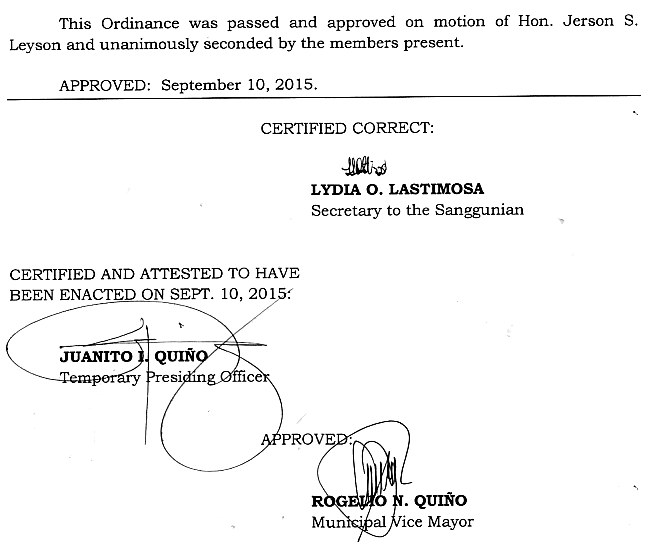 This Ordinance was passed and approved on motion of Hon. Jerson S.
Leyson and unanimously seconded by the members present.
APPROVED: September 10, 2015.
CERTIFIED CORRECT:
LYDIA O. LASTIMOSA
Secretary to the Sanggunian
CERTIFIED AND ATTESTED TO HAVE
BEEN ENACTED ON SEPT. 10, 2015:
JUANITO I. QUIÑO
Temporary Presiding Officer
APPROVED:
ROGELIO N. QUIÑO
Municipal Vice Mayor